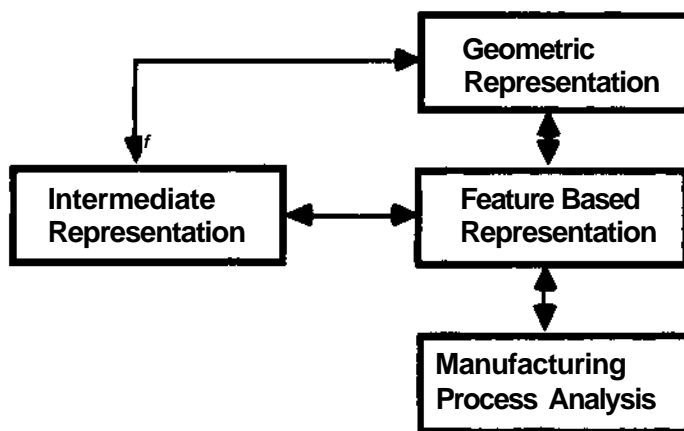 Geometric
Representation
f
Intermediate
Representation
Feature Based
Representation
Manufacturing
Process Analysis